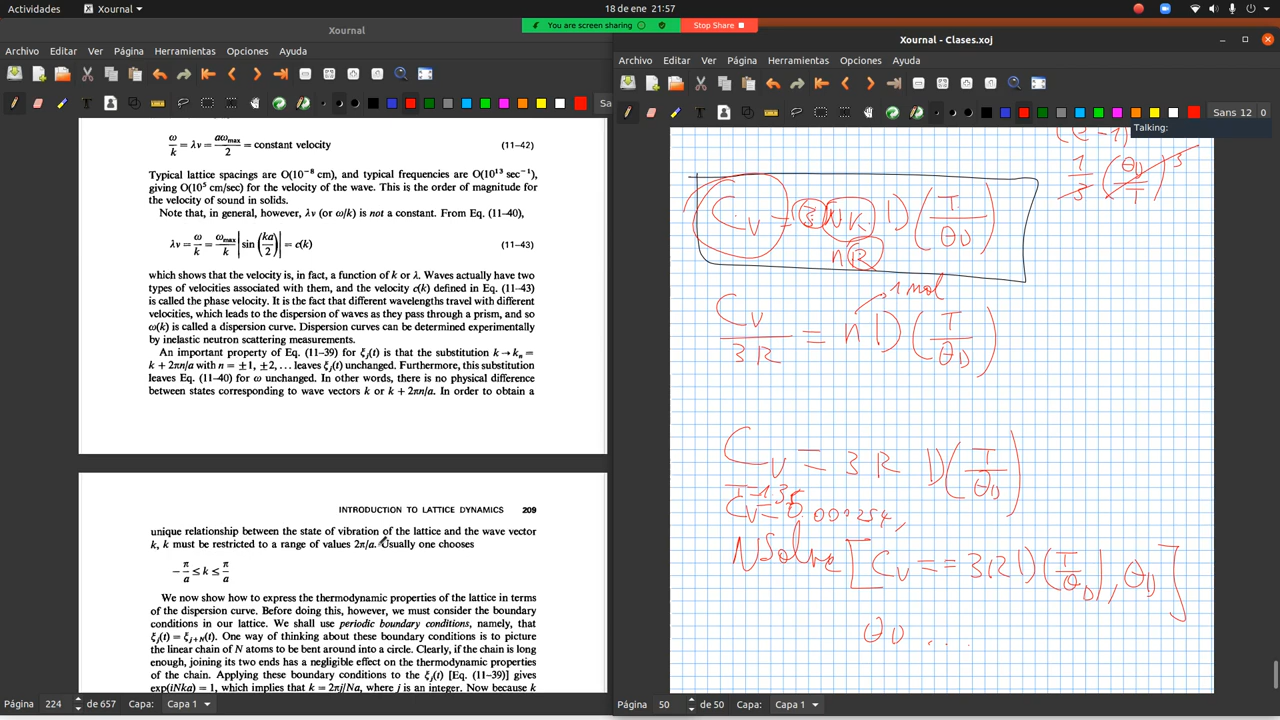 Actividades
Xournal
18 de ene 21:57
You are screen sharing
Stop Share
Xournal
Archivo Editar Ver Página Herramientas Opciones Ayuda
Sa
ω/k = λν = aω_max/2 = constant velocity (11-42)
Typical lattice spacings are O(10⁻⁸ cm), and typical frequencies are O(10¹³ sec⁻¹),
giving O(10⁵ cm/sec) for the velocity of the wave. This is the order of magnitude for
the velocity of sound in solids.
Note that, in general, however, λν (or ω/k) is not a constant. From Eq. (11–40),
λν = ω/k = ω_max/k |sin (ka/2)| = c(k) (11-43)
which shows that the velocity is, in fact, a function of k or λ. Waves actually have two
types of velocities associated with them, and the velocity c(k) defined in Eq. (11-43)
is called the phase velocity. It is the fact that different wavelengths travel with different
velocities, which leads to the dispersion of waves as they pass through a prism, and so
ω(k) is called a dispersion curve. Dispersion curves can be determined experimentally
by inelastic neutron scattering measurements.
An important property of Eq. (11–39) for ξj(t) is that the substitution k → kn =
k + 2πn/a with n = ±1, ±2, … leaves ξj(t) unchanged. Furthermore, this substitution
leaves Eq. (11–40) for ω unchanged. In other words, there is no physical difference
between states corresponding to wave vectors k or k + 2πn/a. In order to obtain a
INTRODUCTION TO LATTICE DYNAMICS 209
unique relationship between the state of vibration of the lattice and the wave vector
k, k must be restricted to a range of values 2π/a. Usually one chooses
−π/a ≤ k ≤ π/a
We now show how to express the thermodynamic properties of the lattice in terms
of the dispersion curve. Before doing this, however, we must consider the boundary
conditions in our lattice. We shall use periodic boundary conditions, namely, that
ξj(t) = ξj+N(t). One way of thinking about these boundary conditions is to picture
the linear chain of N atoms to be bent around into a circle. Clearly, if the chain is long
enough, joining its two ends has a negligible effect on the thermodynamic properties
of the chain. Applying these boundary conditions to the ξj(t) [Eq. (11–39)] gives
exp(iNka) = 1, which implies that k = 2πj/Na, where j is an integer. Now because k
Página 224 de 657 Capa: Capa 1
Xournal - Clases.xoj
Archivo Editar Ver Página Herramientas Opciones Ayuda
Sans 12
Talking:
1/3 (θD/T)³
CV = 3 NK D (T/θD)
nR
1 mol
CV/3R = n D (T/θD)
CV = 3R D (T/θD)
CV = 0.000254,
NSolve [CV == 3R D (T/θD), θD]
θD ...
Página 50 de 50 Capa: Capa 1